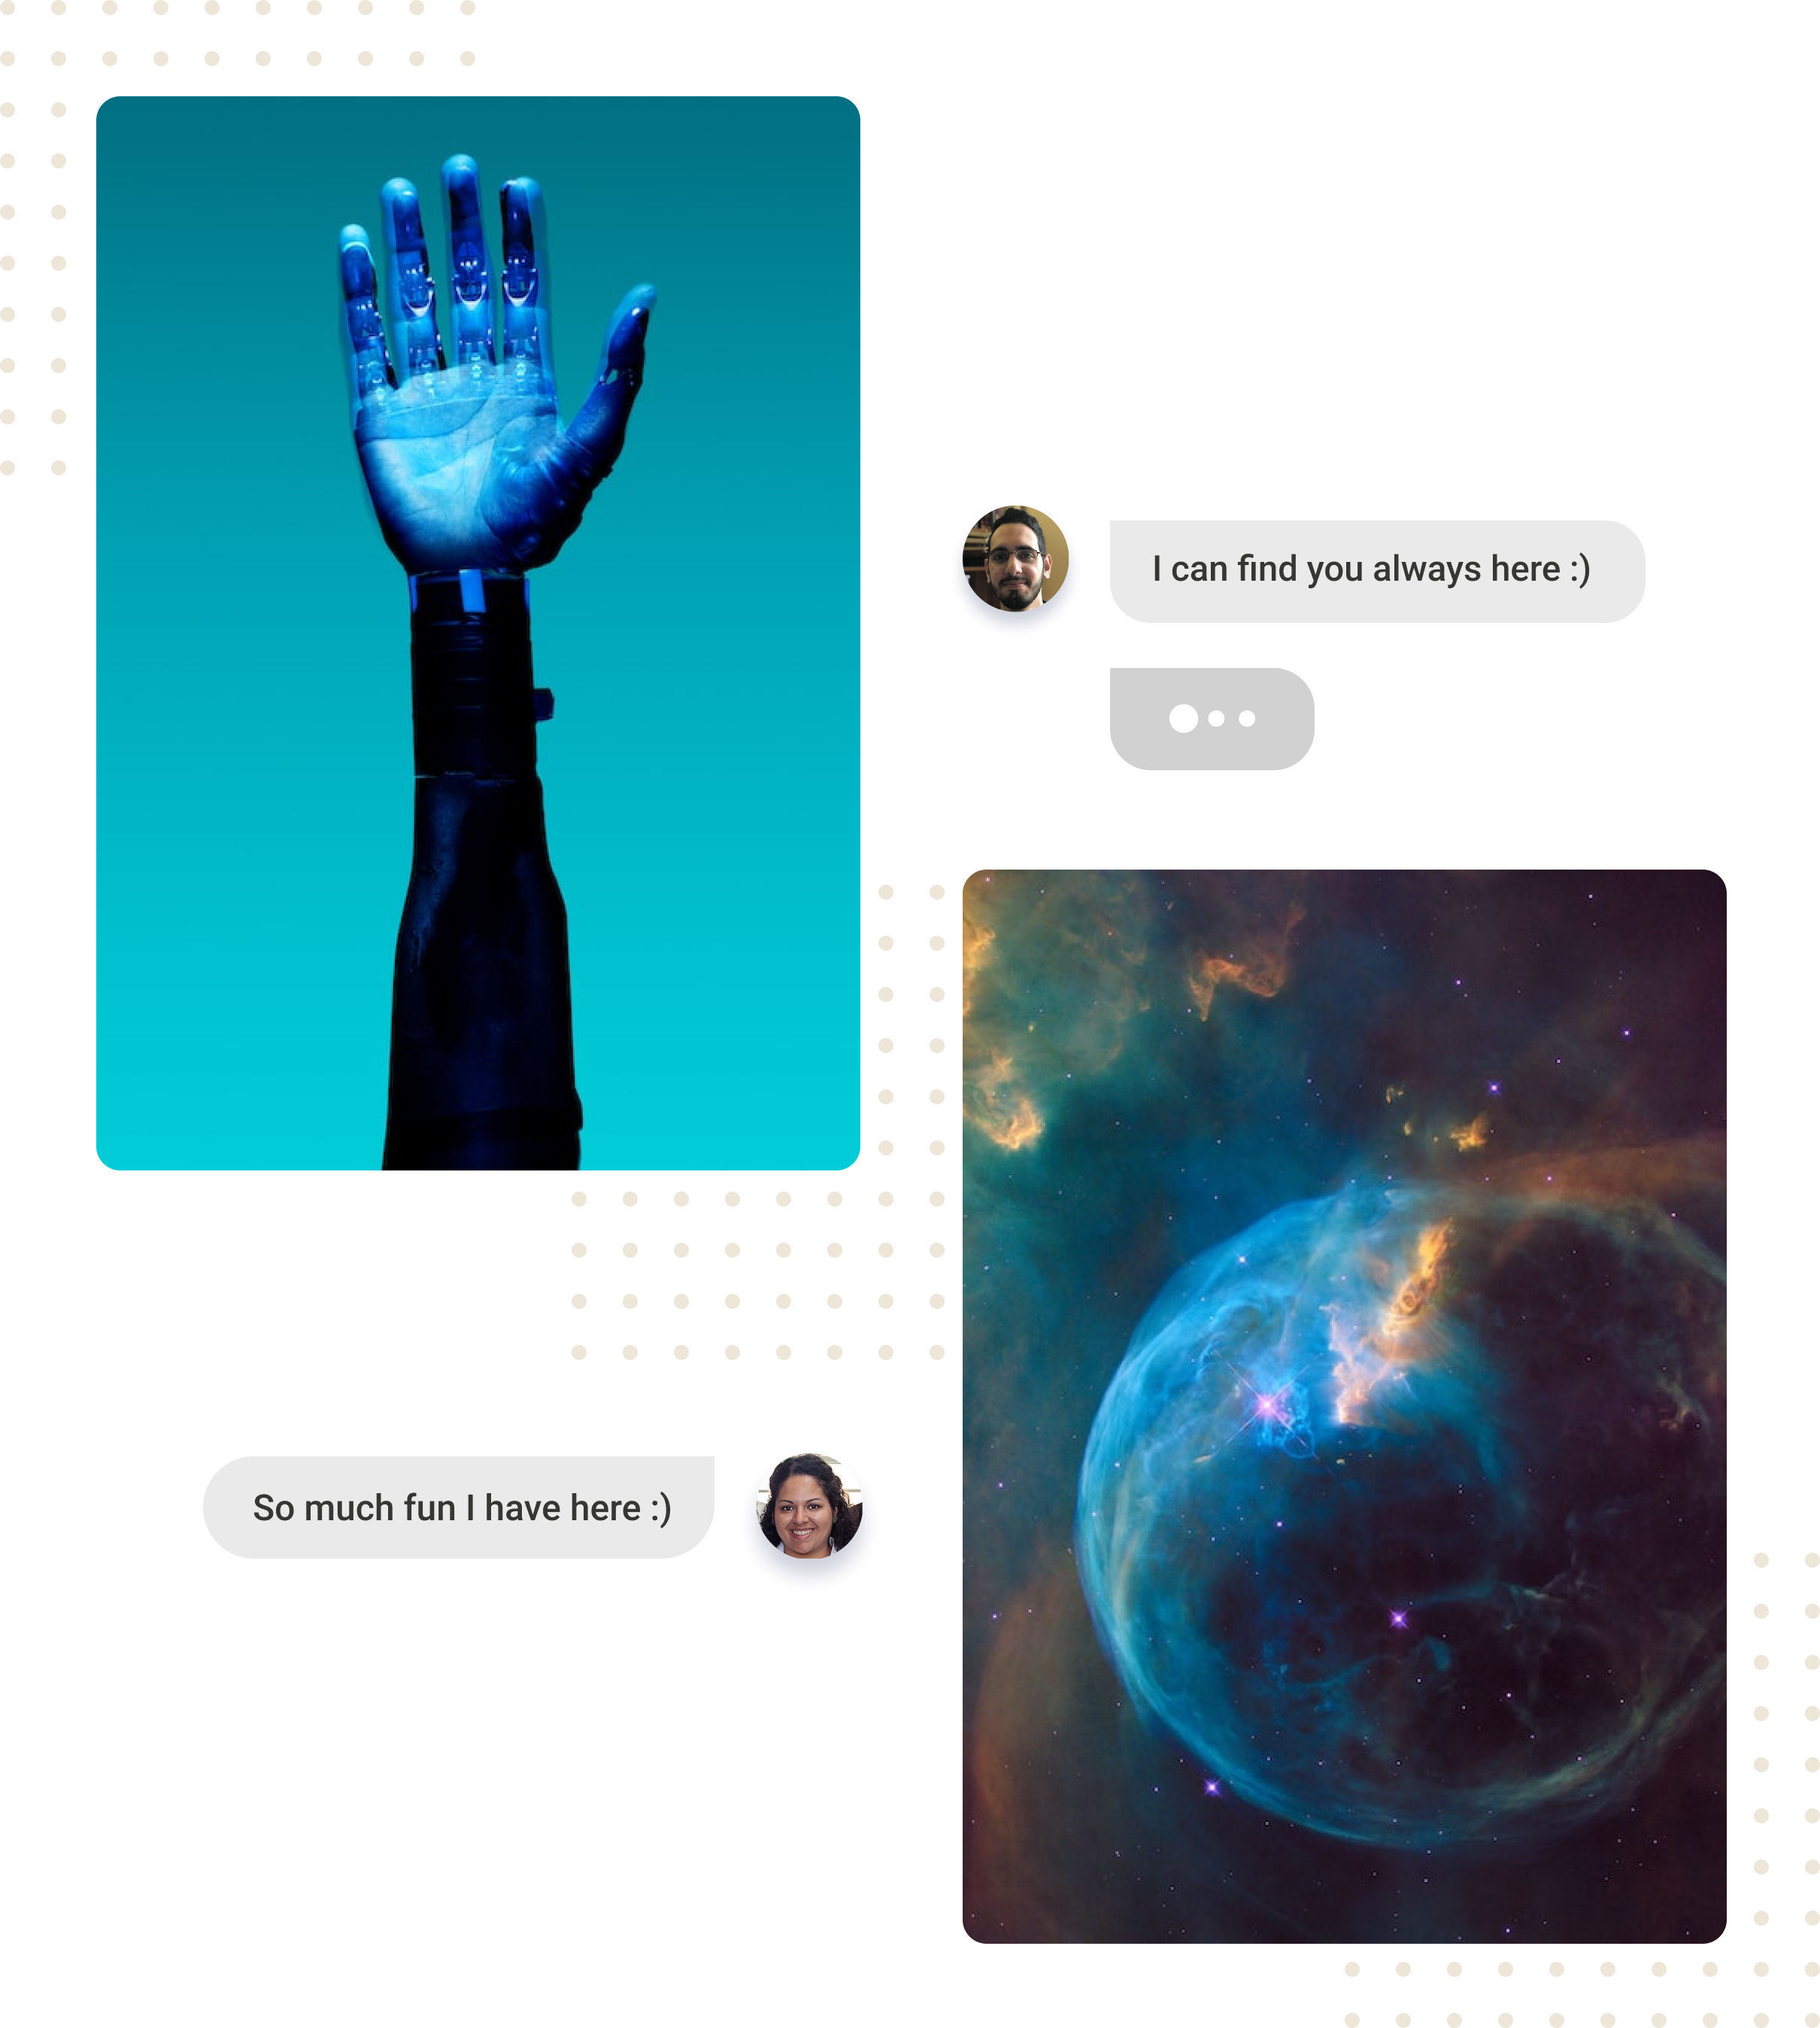 I can find you always here :)
So much fun I have here :)